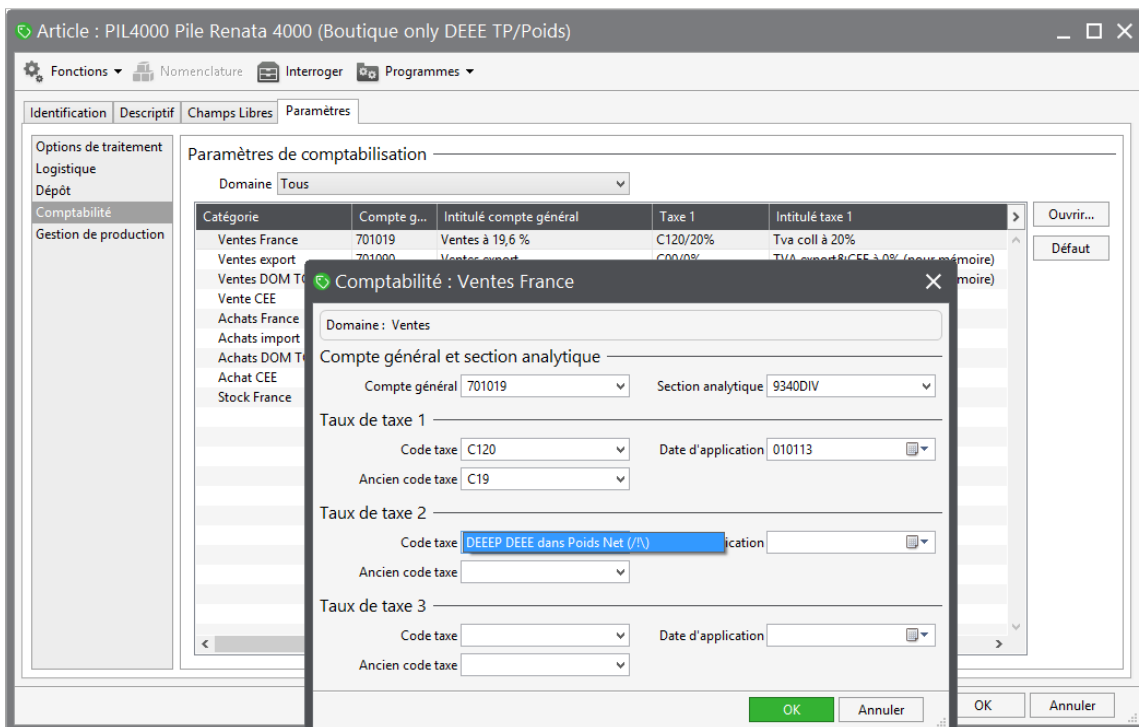 Article : PIL4000 Pile Renata 4000 (Boutique only DEEE TP/Poids)
Fonctions Nomenclature Interroger Programmes
Identification Descriptif Champs Libres Paramètres
Options de traitement
Logistique
Dépôt
Comptabilité
Gestion de production
Paramètres de comptabilisation
Domaine Tous
Catégorie Compte g... Intitulé compte général Taxe 1 Intitulé taxe 1
Ventes France 701019 Ventes à 19,6 % C120/20% Tva coll à 20%
Ventes export 701090 Ventes export C00/0% TVA export&CEE à 0% (pour mémoire)
Ventes DOM TO moire)
Vente CEE
Achats France
Achats import
Achats DOM T
Achat CEE
Stock France
Ouvrir...
Défaut
Comptabilité : Ventes France
Domaine : Ventes
Compte général et section analytique
Compte général 701019 Section analytique 9340DIV
Taux de taxe 1
Code taxe C120 Date d'application 010113
Ancien code taxe C19
Taux de taxe 2
Code taxe DEEEP DEEE dans Poids Net (/!\) ication
Ancien code taxe
Taux de taxe 3
Code taxe Date d'application
Ancien code taxe
OK Annuler
OK Annuler